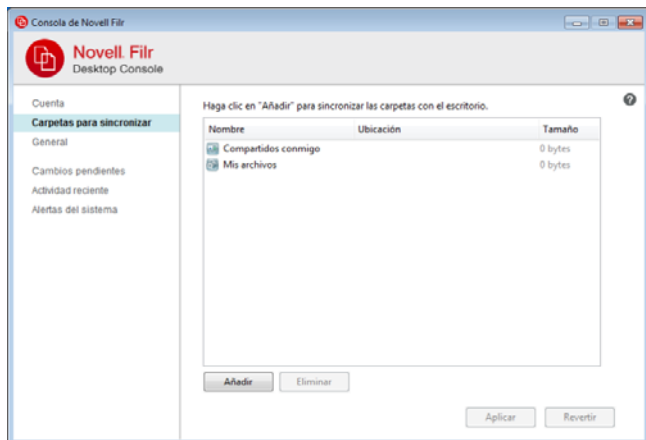 Consola de Novell Filr
Novell. Filr
Desktop Console
Cuenta
Carpetas para sincronizar
General
Cambios pendientes
Actividad reciente
Alertas del sistema
Haga clic en "Añadir" para sincronizar las carpetas con el escritorio.
Nombre Ubicación Tamaño
Compartidos conmigo 0 bytes
Mis archivos 0 bytes
Añadir Eliminar
Aplicar Revertir